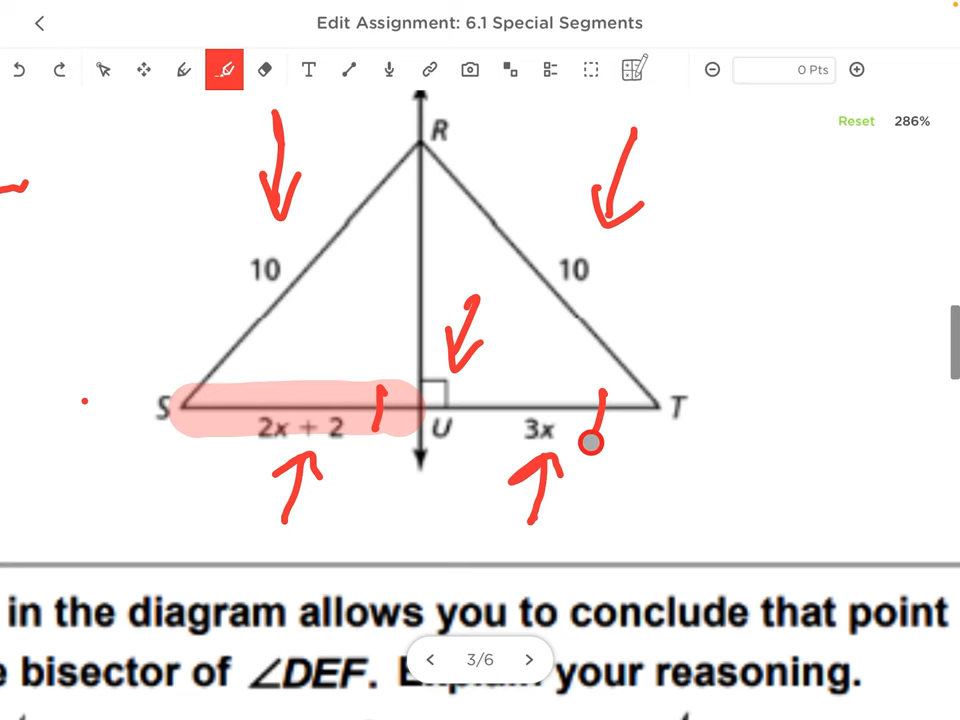 Edit Assignment: 6.1 Special Segments
T
0 Pts
Reset 286%
R
10 10
S U T
2x + 2 3x
in the diagram allows you to conclude that point
bisector of ∠DEF. your reasoning.
3/6